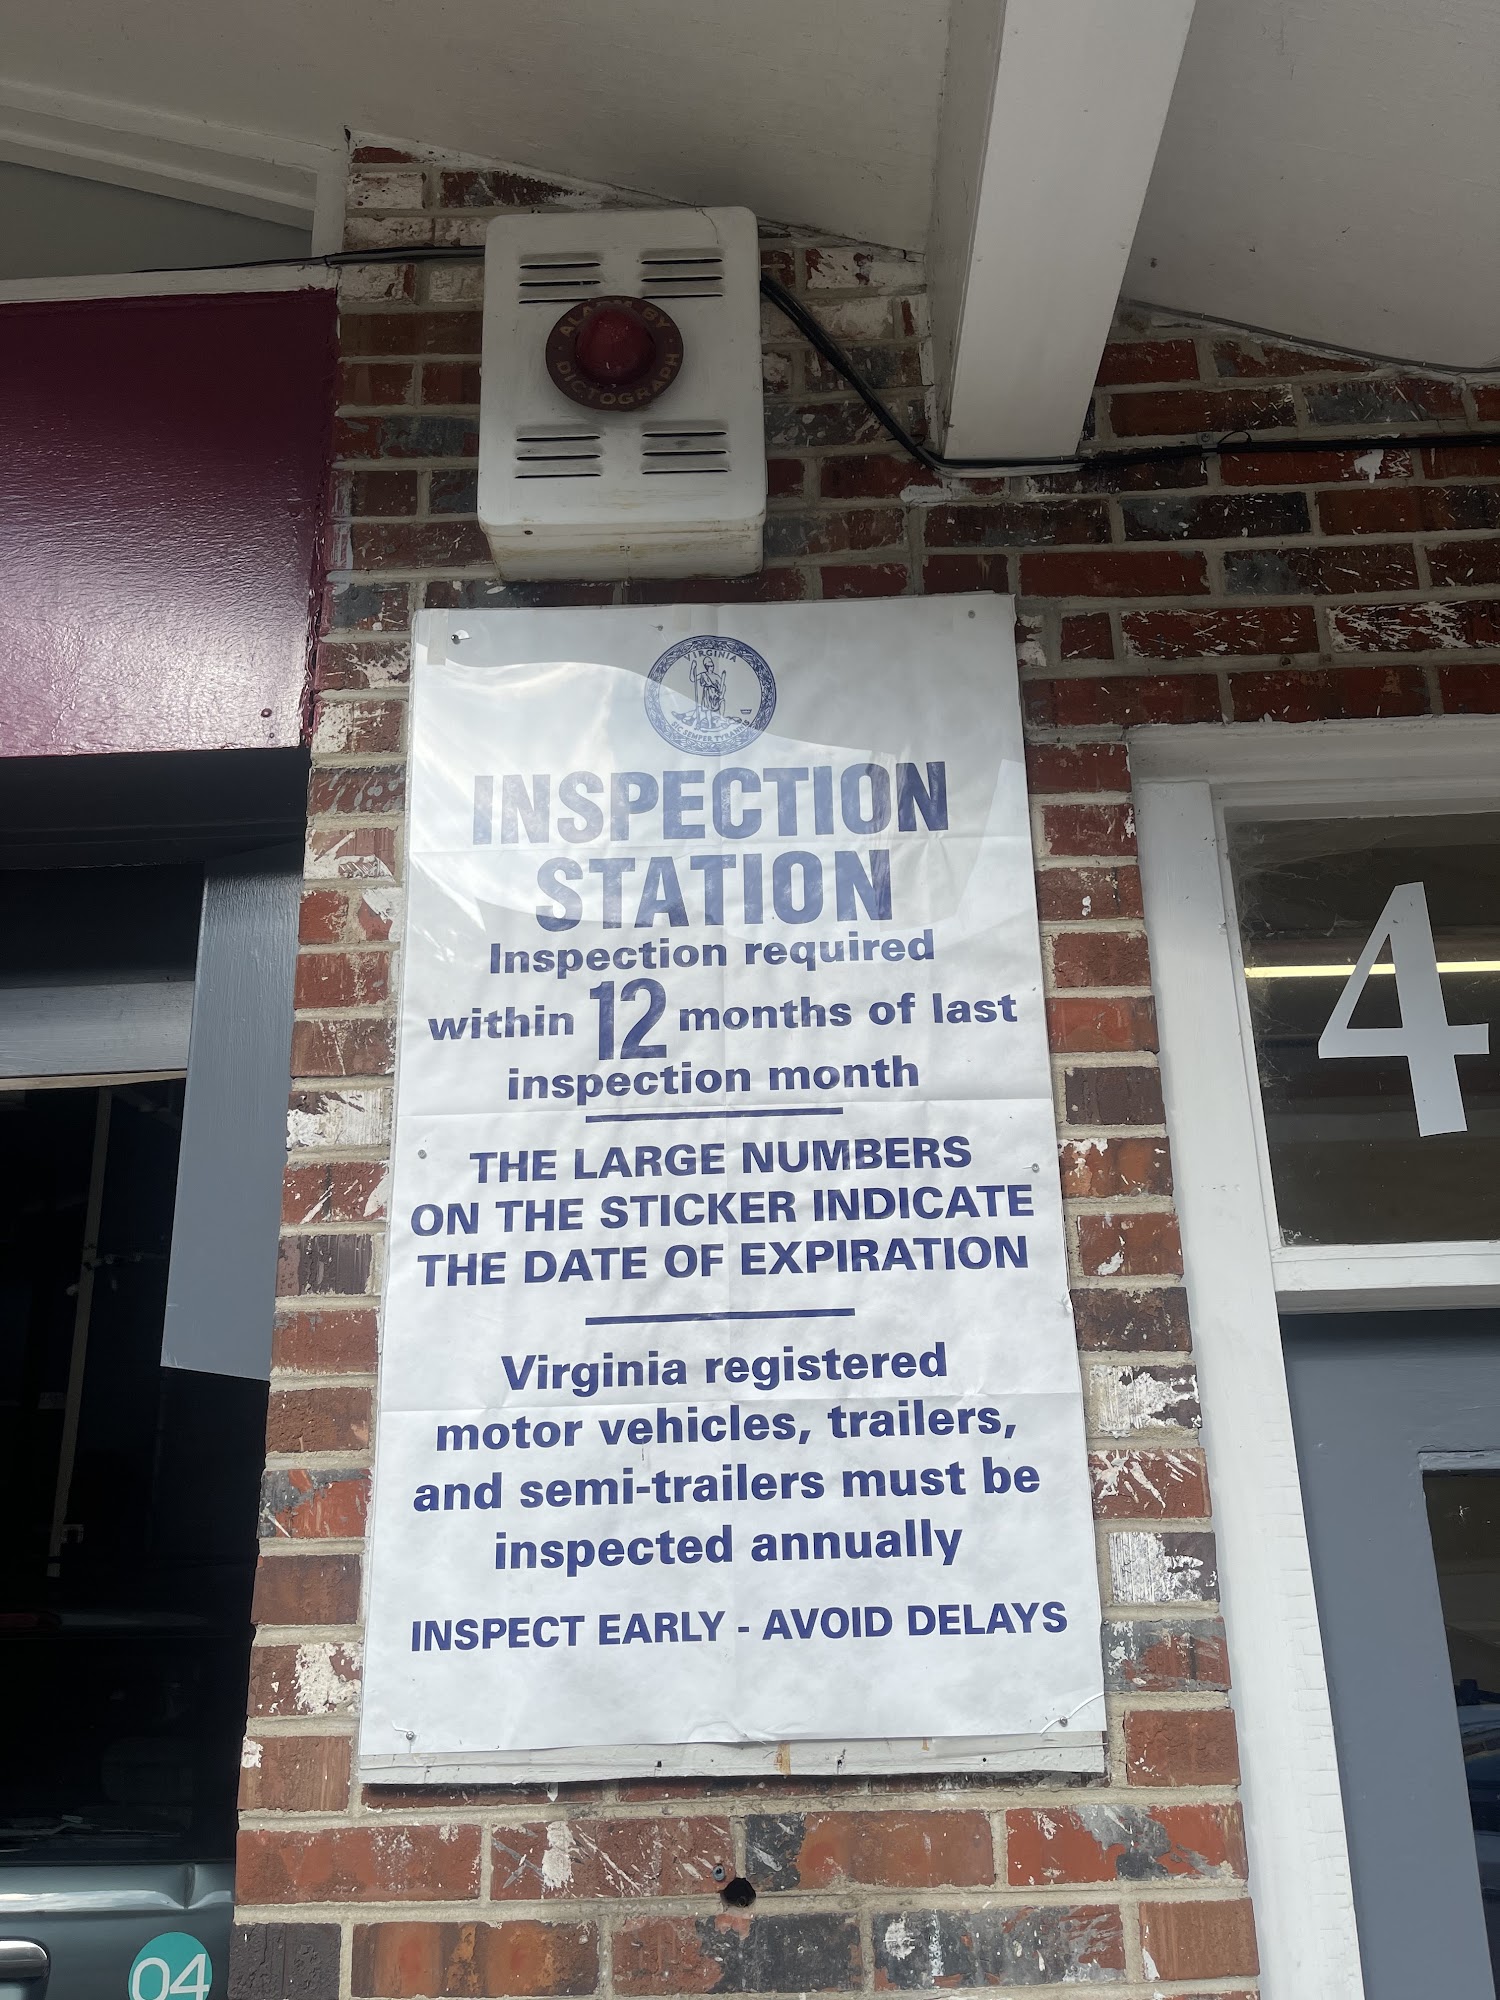 ALARM BY
DICTOGRAPH
VIRGINIA
SIC SEMPER TYRANNIS
INSPECTION
STATION
Inspection required
within 12 months of last
inspection month
THE LARGE NUMBERS
ON THE STICKER INDICATE
THE DATE OF EXPIRATION
Virginia registered
motor vehicles, trailers,
and semi-trailers must be
inspected annually
INSPECT EARLY - AVOID DELAYS
4
04